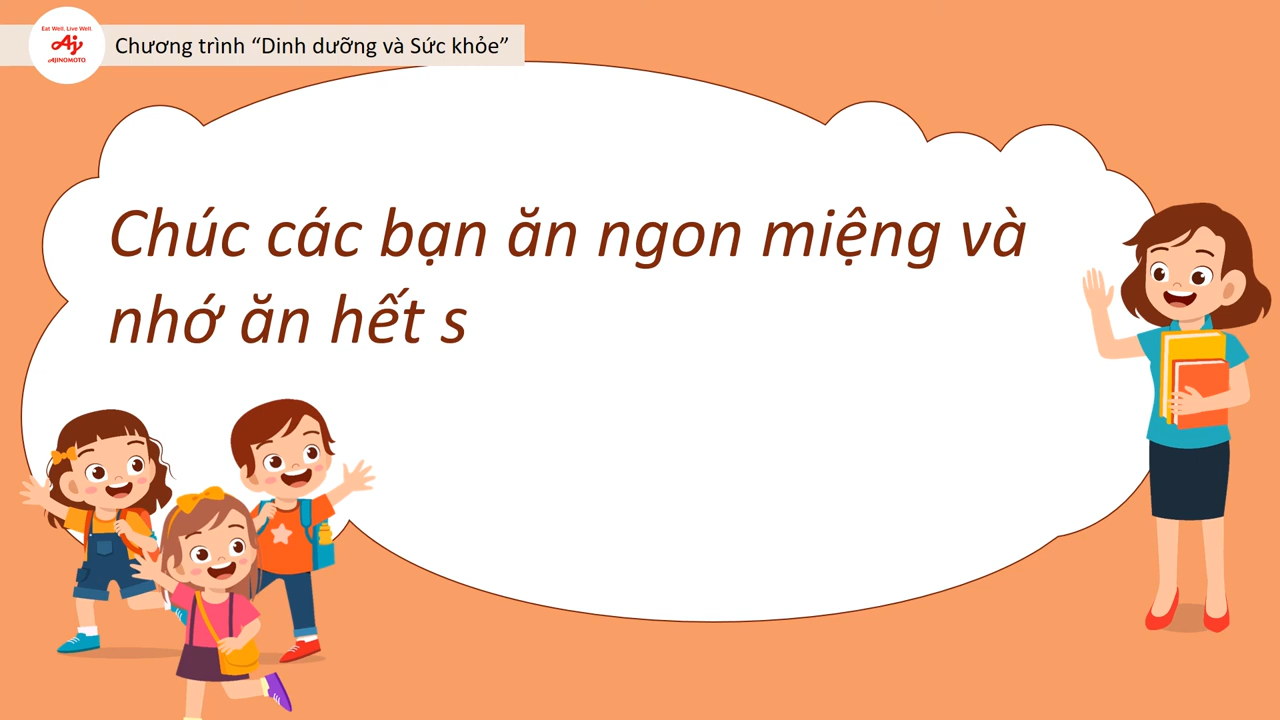 Eat Well, Live Well.
Aj
AJINOMOTO
Chương trình “Dinh dưỡng và Sức khỏe”
Chúc các bạn ăn ngon miệng và
nhớ ăn hết s